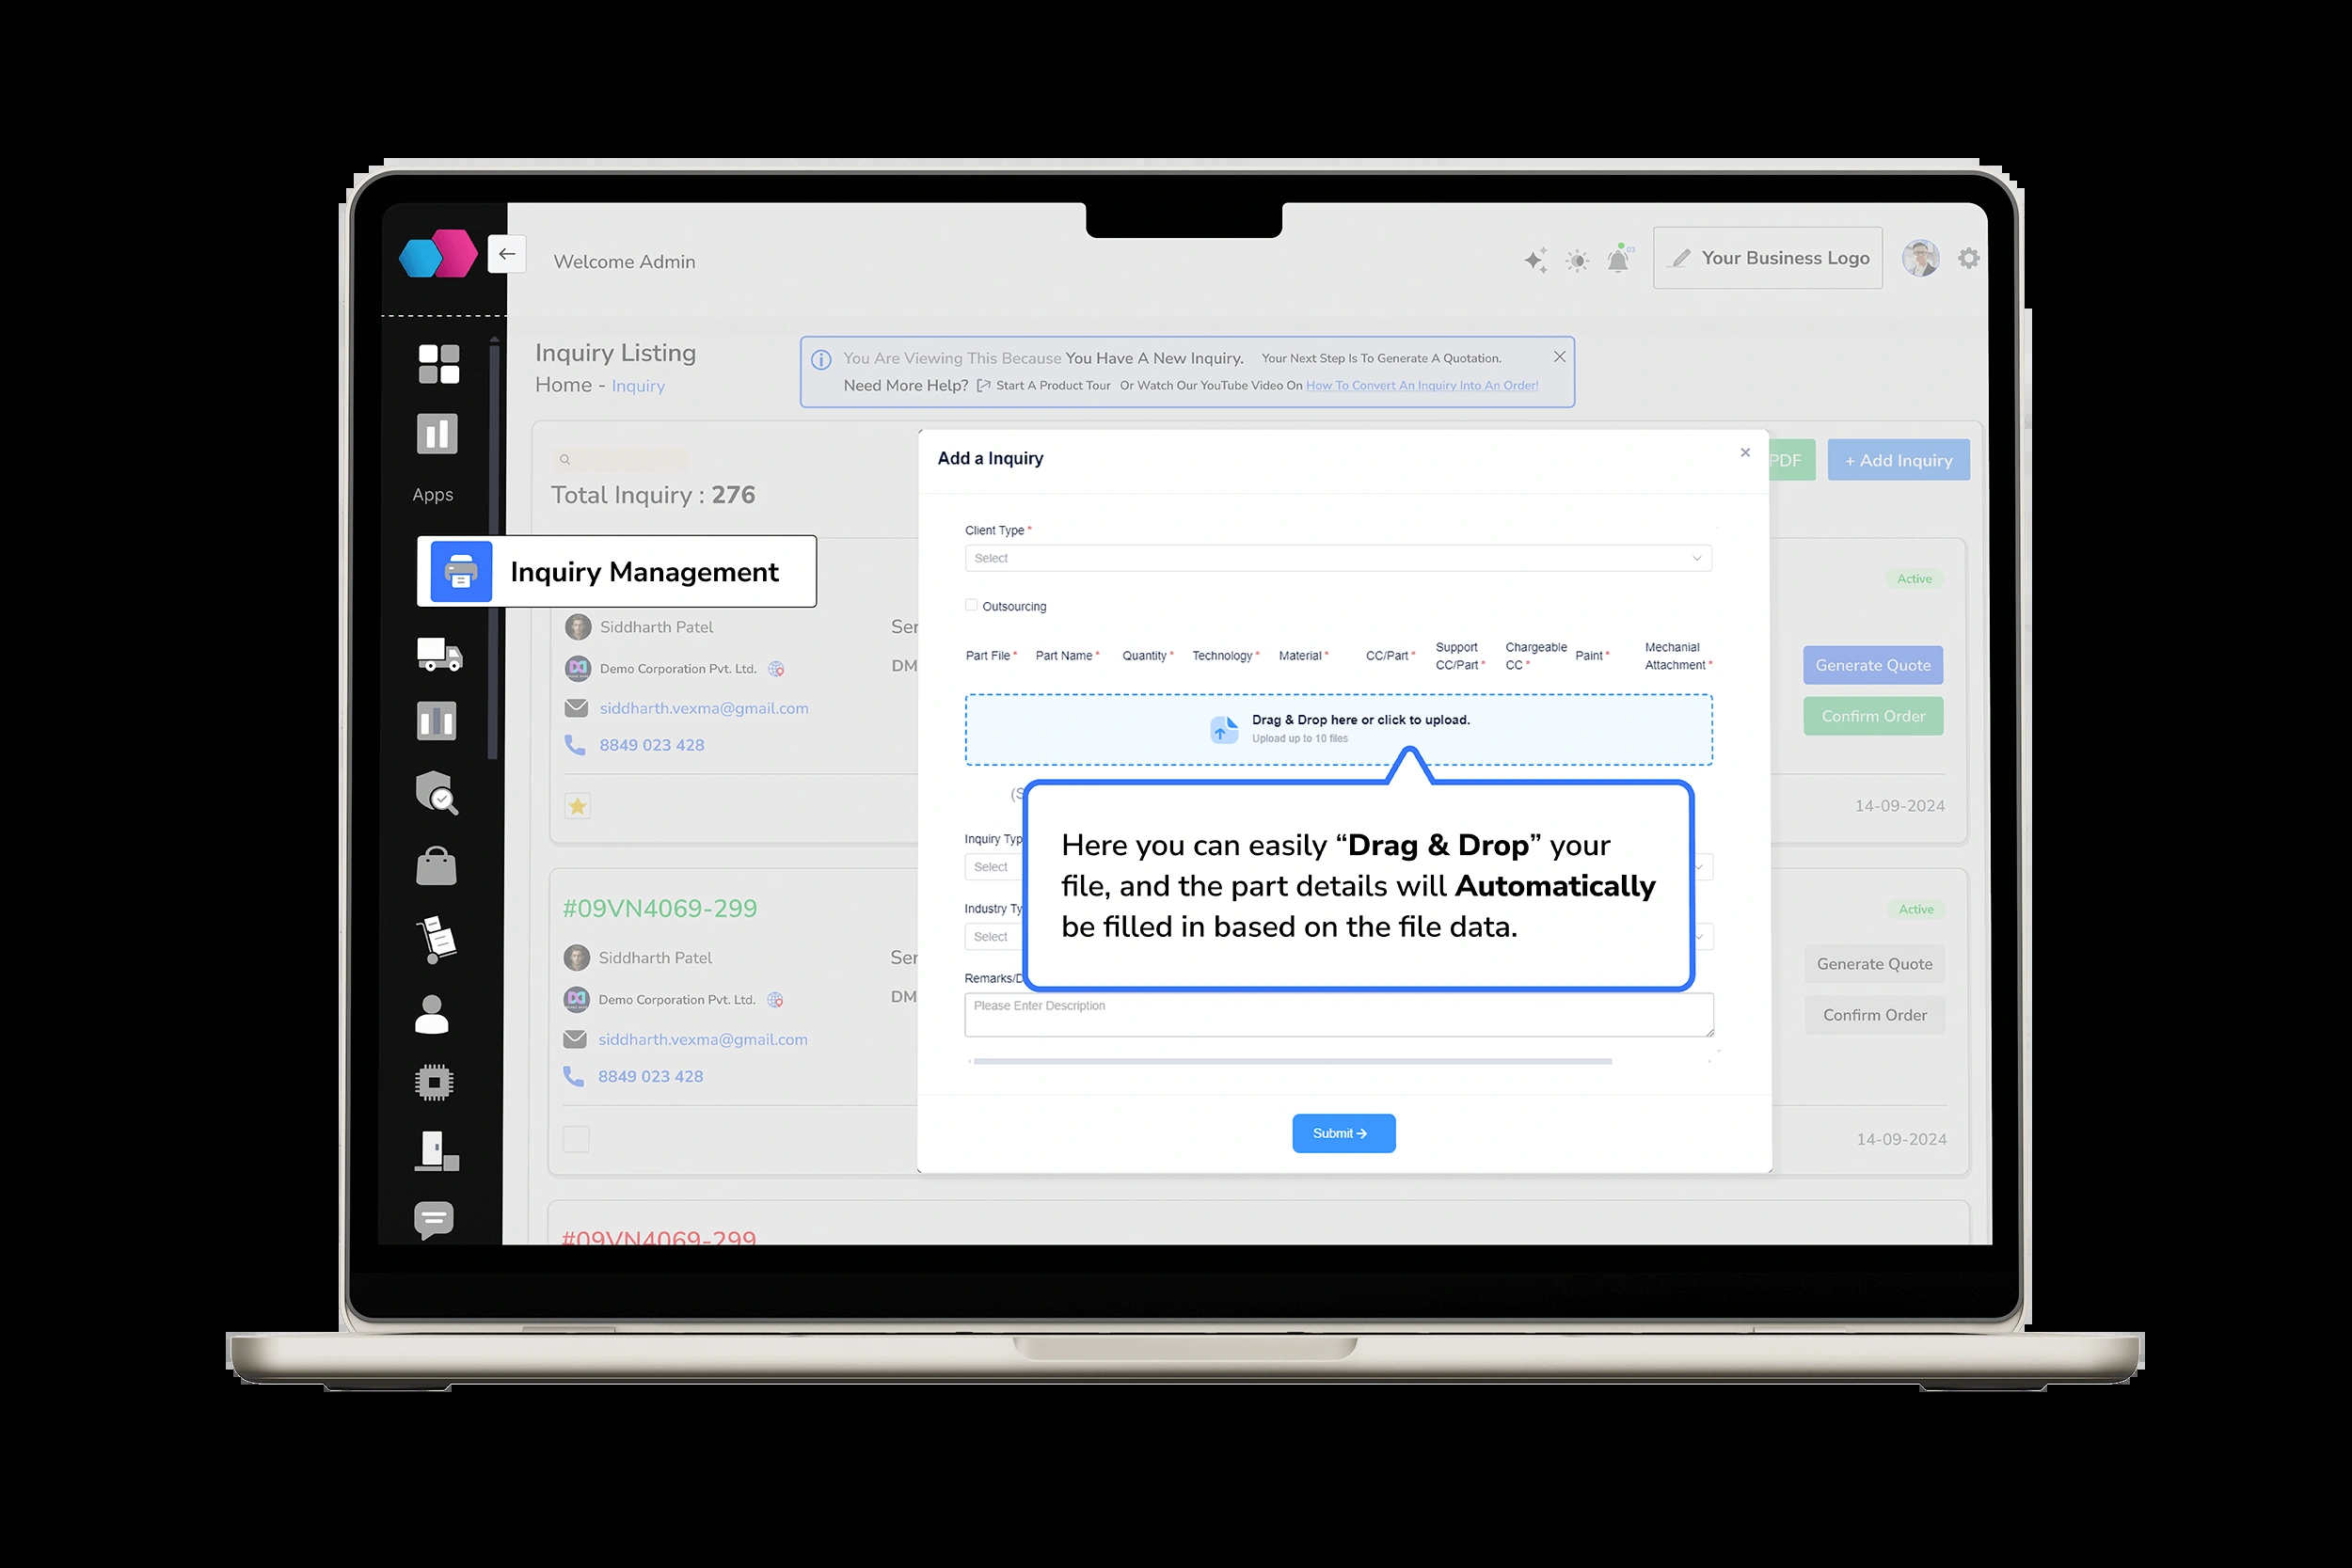 Welcome Admin
03
Your Business Logo
Inquiry Listing
Home - Inquiry
You Are Viewing This Because You Have A New Inquiry. Your Next Step Is To Generate A Quotation.
Need More Help? Start A Product Tour Or Watch Our YouTube Video On How To Convert An Inquiry Into An Order!
Apps
Total Inquiry : 276
PDF
+ Add Inquiry
Inquiry Management
Active
Siddharth Patel
Ser
Demo Corporation Pvt. Ltd.
DM
siddharth.vexma@gmail.com
8849 023 428
Generate Quote
Confirm Order
14-09-2024
#09VN4069-299
Active
Siddharth Patel
Ser
Demo Corporation Pvt. Ltd.
DM
siddharth.vexma@gmail.com
8849 023 428
Generate Quote
Confirm Order
14-09-2024
#09VN4069-299
Add a Inquiry
Client Type *
Select
Outsourcing
Part File * Part Name * Quantity * Technology * Material * CC/Part * Support CC/Part * Chargeable CC * Paint * Mechanial Attachment *
Drag & Drop here or click to upload.
Upload up to 10 files
(S
Inquiry Typ
Select
Industry Ty
Select
Remarks/D
Please Enter Description
Here you can easily “Drag & Drop” your
file, and the part details will Automatically
be filled in based on the file data.
Submit